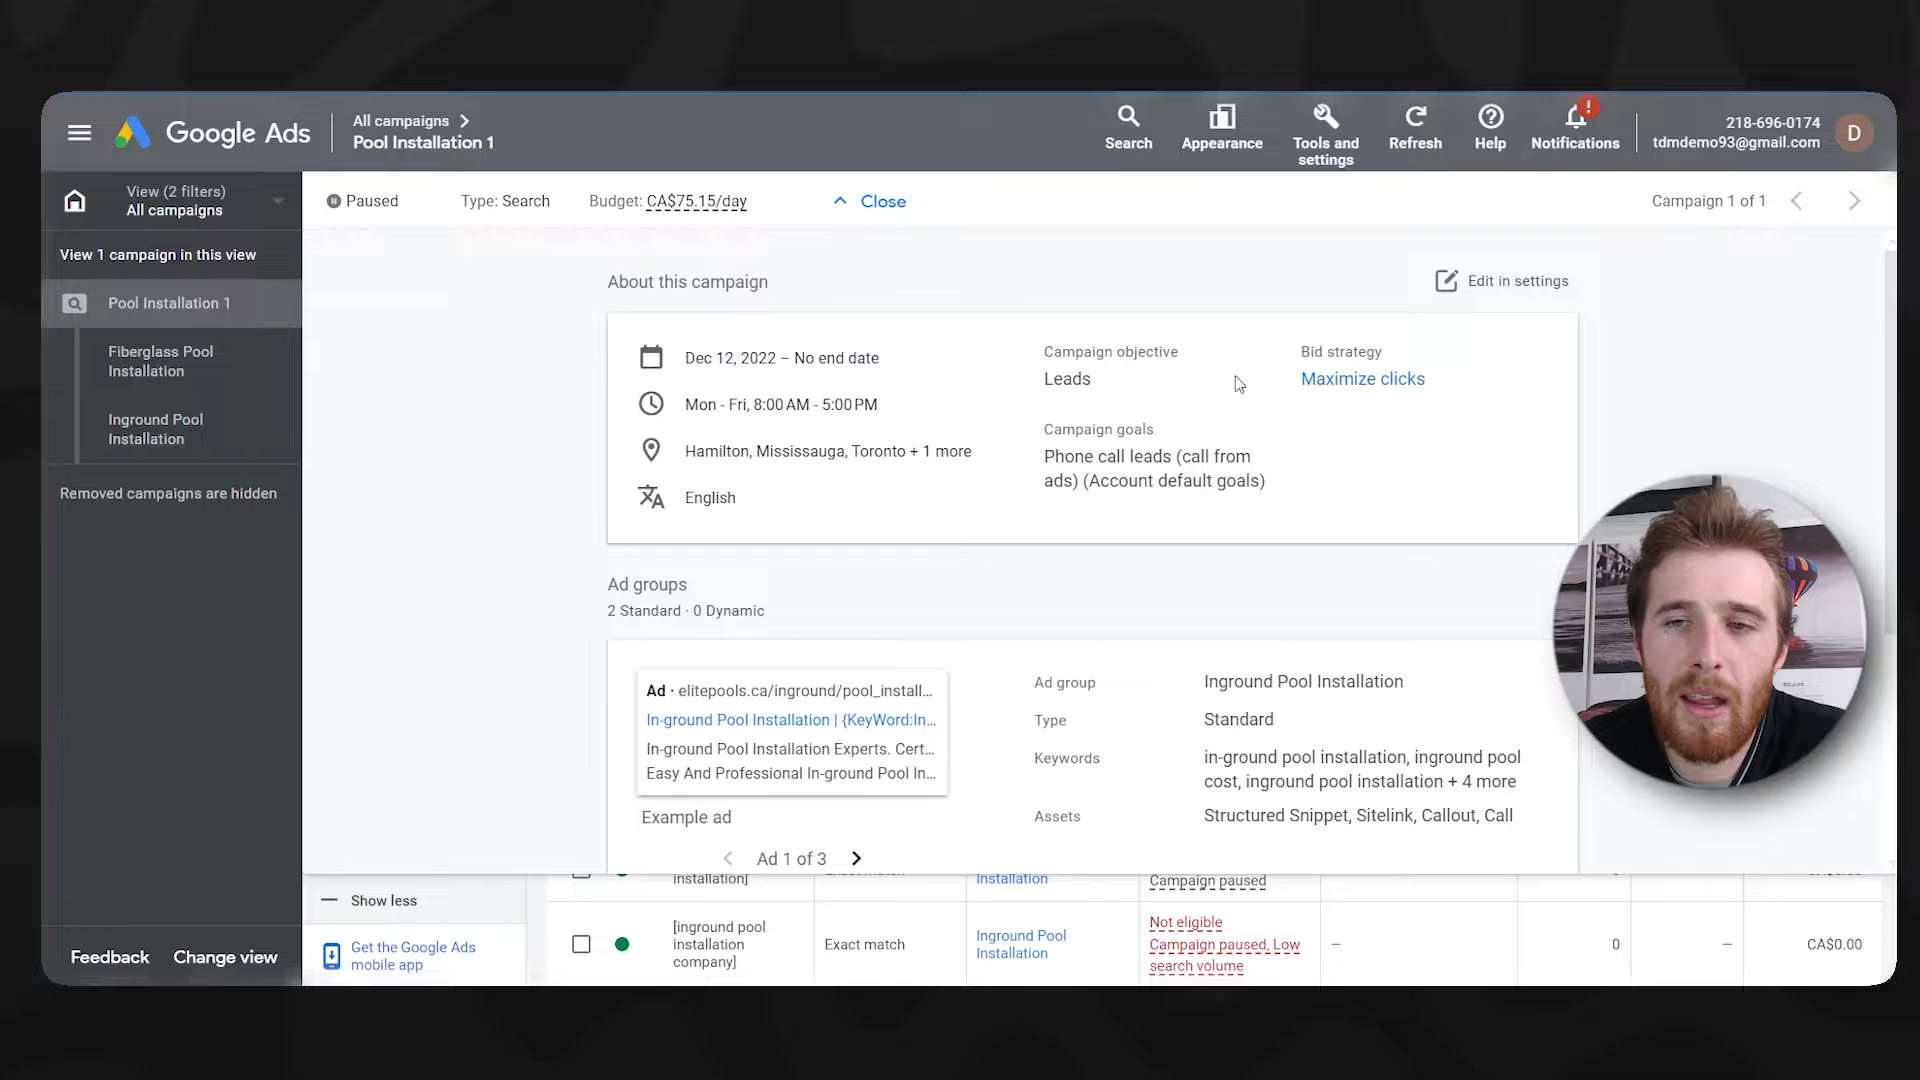 Google Ads
All campaigns
Pool Installation 1
Search
Appearance
Tools and
settings
Refresh
Help
!
Notifications
218-696-0174
tdmdemo93@gmail.com
D
View (2 filters)
All campaigns
View 1 campaign in this view
Pool Installation 1
Fiberglass Pool
Installation
Inground Pool
Installation
Removed campaigns are hidden
Feedback
Change view
Paused
Type: Search
Budget: CA$75.15/day
Close
Campaign 1 of 1
About this campaign
Edit in settings
Dec 12, 2022 – No end date
Mon - Fri, 8:00 AM - 5:00 PM
Hamilton, Mississauga, Toronto + 1 more
English
Campaign objective
Leads
Campaign goals
Phone call leads (call from
ads) (Account default goals)
Bid strategy
Maximize clicks
Ad groups
2 Standard · 0 Dynamic
Ad · elitepools.ca/inground/pool_install...
In-ground Pool Installation | {KeyWord:In...
In-ground Pool Installation Experts. Cert...
Easy And Professional In-ground Pool In...
Example ad
Ad 1 of 3
Ad group
Inground Pool Installation
Type
Standard
Keywords
in-ground pool installation, inground pool
cost, inground pool installation + 4 more
Assets
Structured Snippet, Sitelink, Callout, Call
Show less
Get the Google Ads
mobile app
installation]
Installation
Campaign paused
[inground pool
installation
company]
Exact match
Inground Pool
Installation
Not eligible
Campaign paused, Low
search volume
–
0
–
CA$0.00